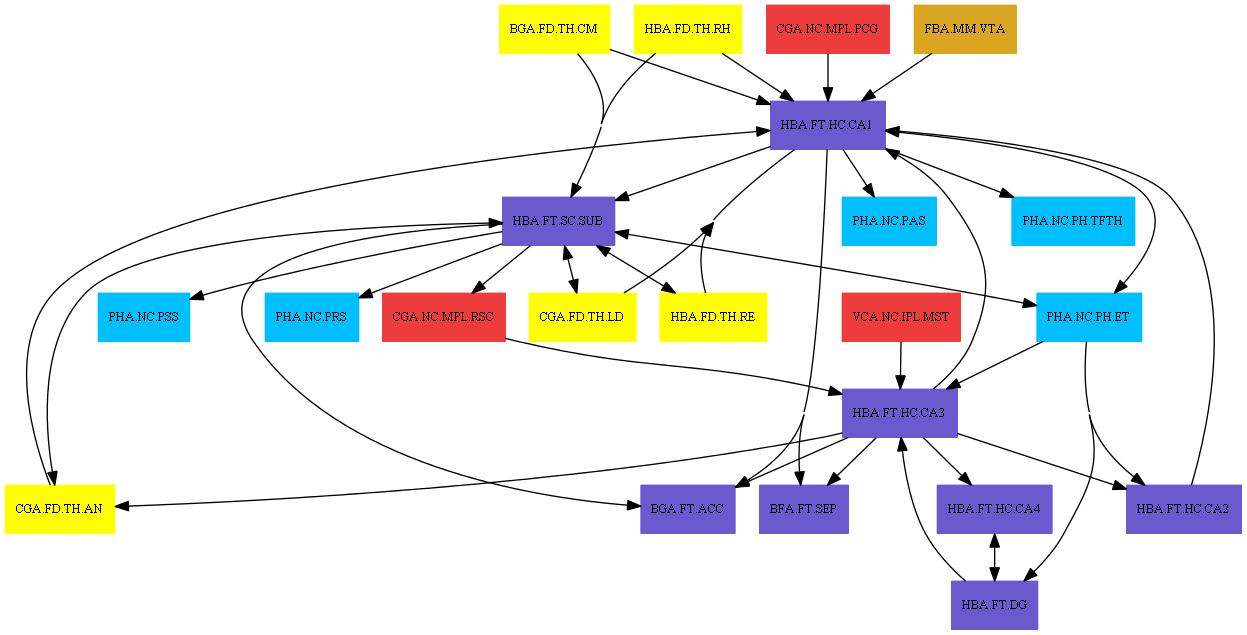 BGA.FD.TH.CM
HBA.FD.TH.RH
CGA.NC.MPL.PCG
FBA.MM.VTA
HBA.FT.HC.CA1
HBA.FT.SC.SUB
PHA.NC.PAS
PHA.NC.PH.TFTH
PHA.NC.PSS
PHA.NC.PRS
CGA.NC.MPL.RSC
CGA.FD.TH.LD
HBA.FD.TH.RE
VCA.NC.IPL.MST
PHA.NC.PH.ET
HBA.FT.HC.CA3
CGA.FD.TH.AN
BGA.FT.ACC
BFA.FT.SEP
HBA.FT.HC.CA4
HBA.FT.HC.CA2
HBA.FT.DG